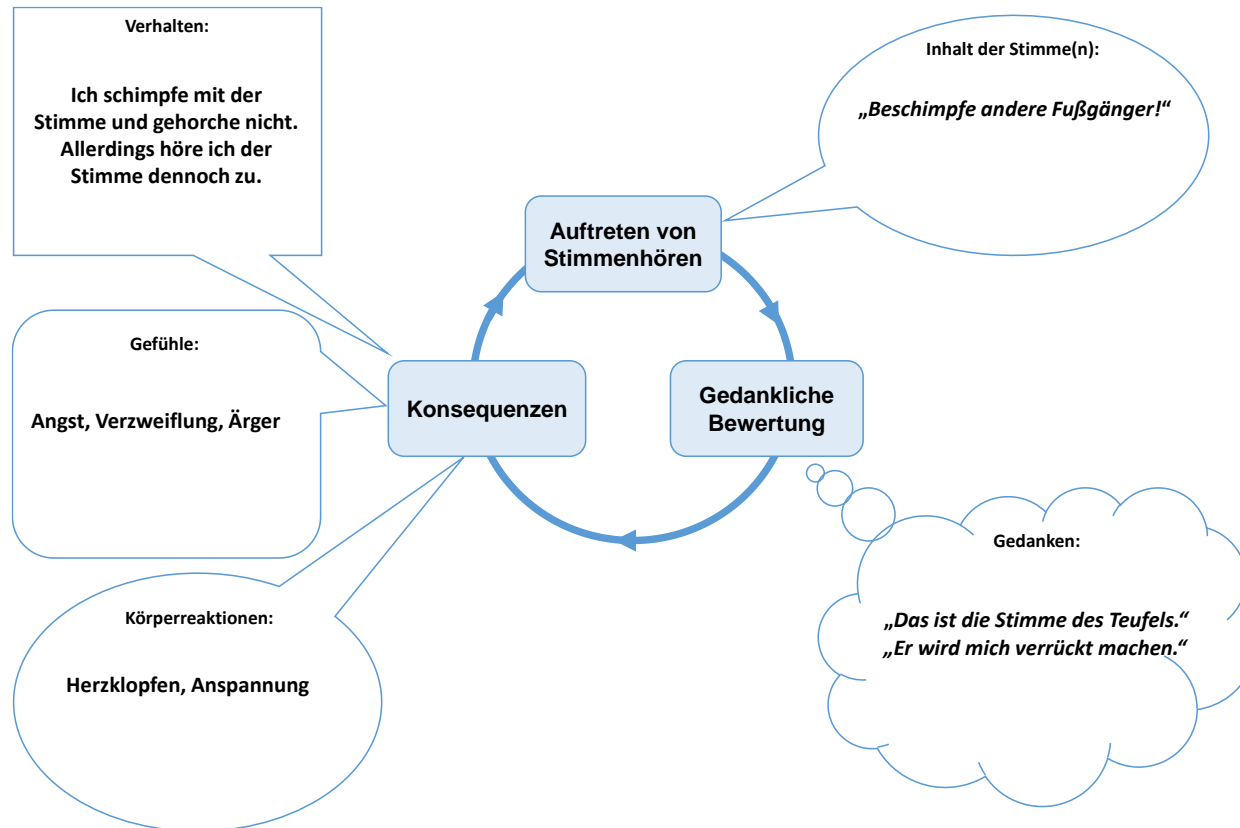 Verhalten:
Ich schimpfe mit der
Stimme und gehorche nicht.
Allerdings höre ich der
Stimme dennoch zu.
Inhalt der Stimme(n):
„Beschimpfe andere Fußgänger!“
Auftreten von
Stimmenhören
Gefühle:
Angst, Verzweiflung, Ärger
Konsequenzen
Gedankliche
Bewertung
Körperreaktionen:
Herzklopfen, Anspannung
Gedanken:
„Das ist die Stimme des Teufels.“
„Er wird mich verrückt machen.“